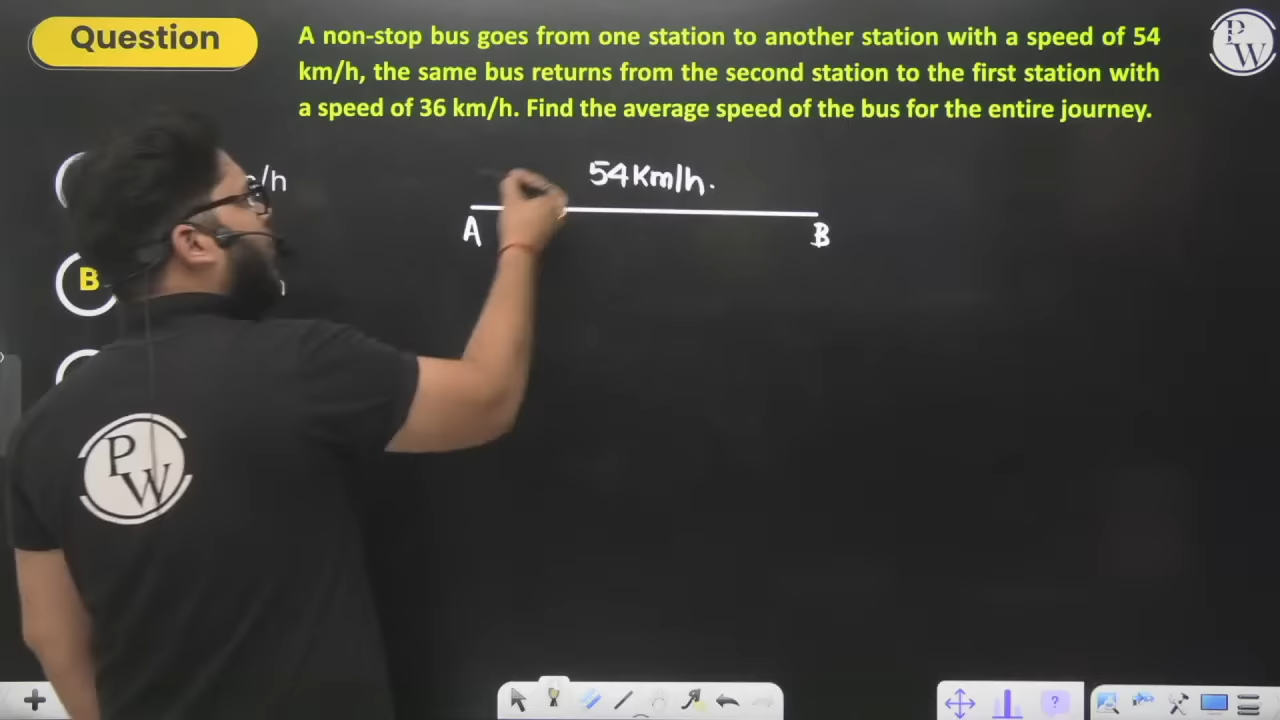 Question
A non-stop bus goes from one station to another station with a speed of 54
km/h, the same bus returns from the second station to the first station with
a speed of 36 km/h. Find the average speed of the bus for the entire journey.
P
W
/h
54 Km/h.
A
B
B
P
W
?